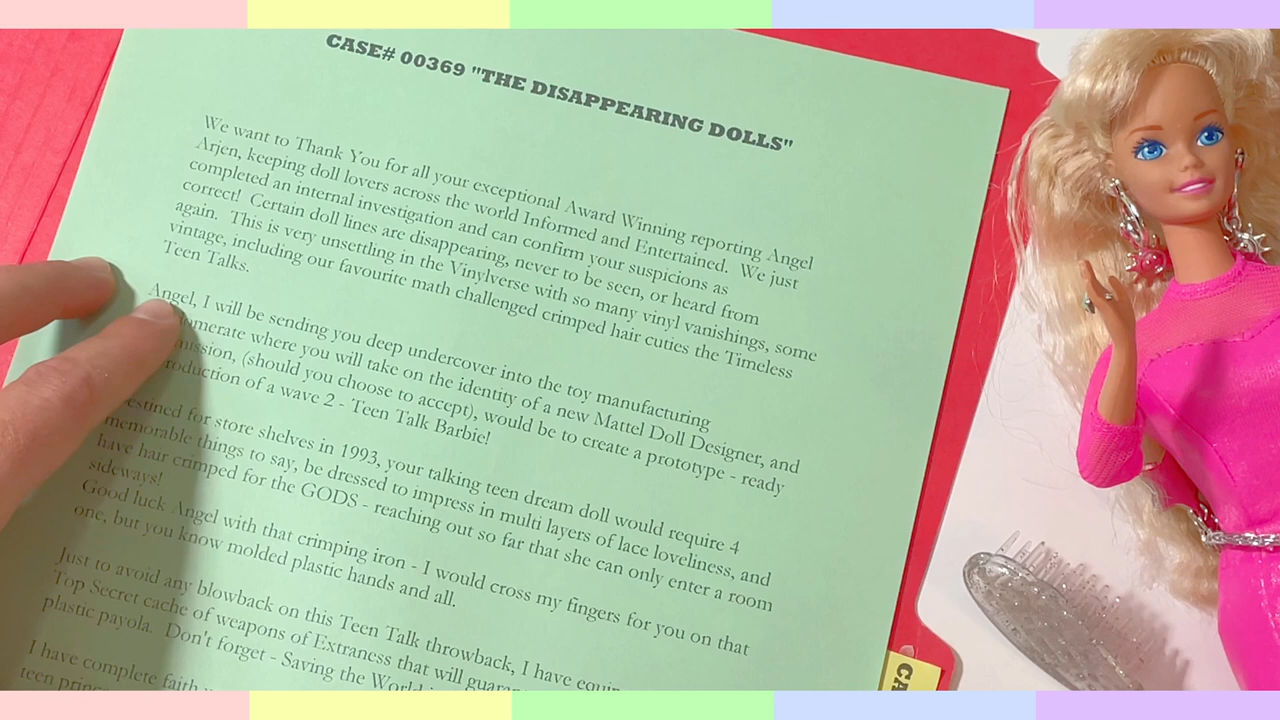 CASE# 00369 "THE DISAPPEARING DOLLS"
We want to Thank You for all your exceptional Award Winning reporting Angel
Arjen, keeping doll lovers across the world Informed and Entertained. We just
completed an internal investigation and can confirm your suspicions as
correct! Certain doll lines are disappearing, never to be seen, or heard from
again. This is very unsettling in the Vinylverse with so many vinyl vanishings, some
vintage, including our favourite math challenged crimped hair cuties the Timeless
Teen Talks.
Angel, I will be sending you deep undercover into the toy manufacturing
where you will take on the identity of a new Mattel Doll Designer, and
(should you choose to accept), would be to create a prototype - ready
of a wave 2 - Teen Talk Barbie!
for store shelves in 1993, your talking teen dream doll would require 4
memorable things to say, be dressed to impress in multi layers of lace loveliness, and
have hair crimped for the GODS - reaching out so far that she can only enter a room
sideways!
Good luck Angel with that crimping iron - I would cross my fingers for you on that
one, but you know molded plastic hands and all.
Just to avoid any blowback on this Teen Talk throwback, I have
Top Secret cache of weapons of Extraness that will
plastic payola. Don't forget - Saving the World
I have complete faith
teen
CA